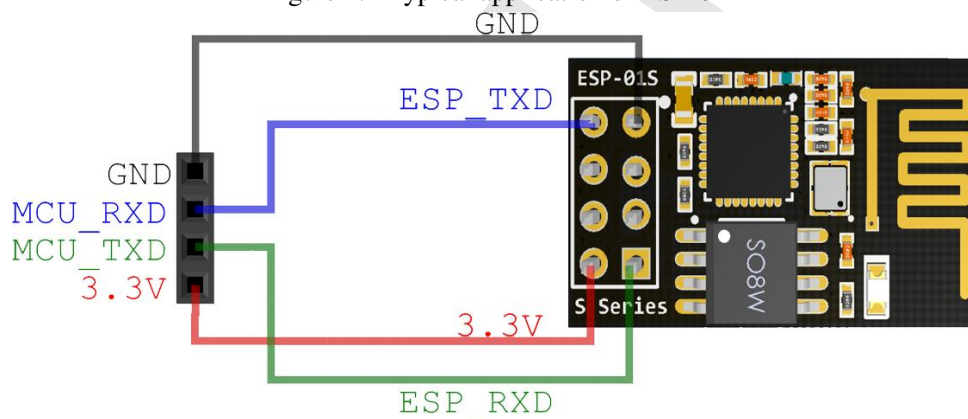 GND
ESP_TXD
ESP-01S
GND
MCU_RXD
MCU_TXD
3.3V
SO8W
S Series
3.3V
ESP RXD